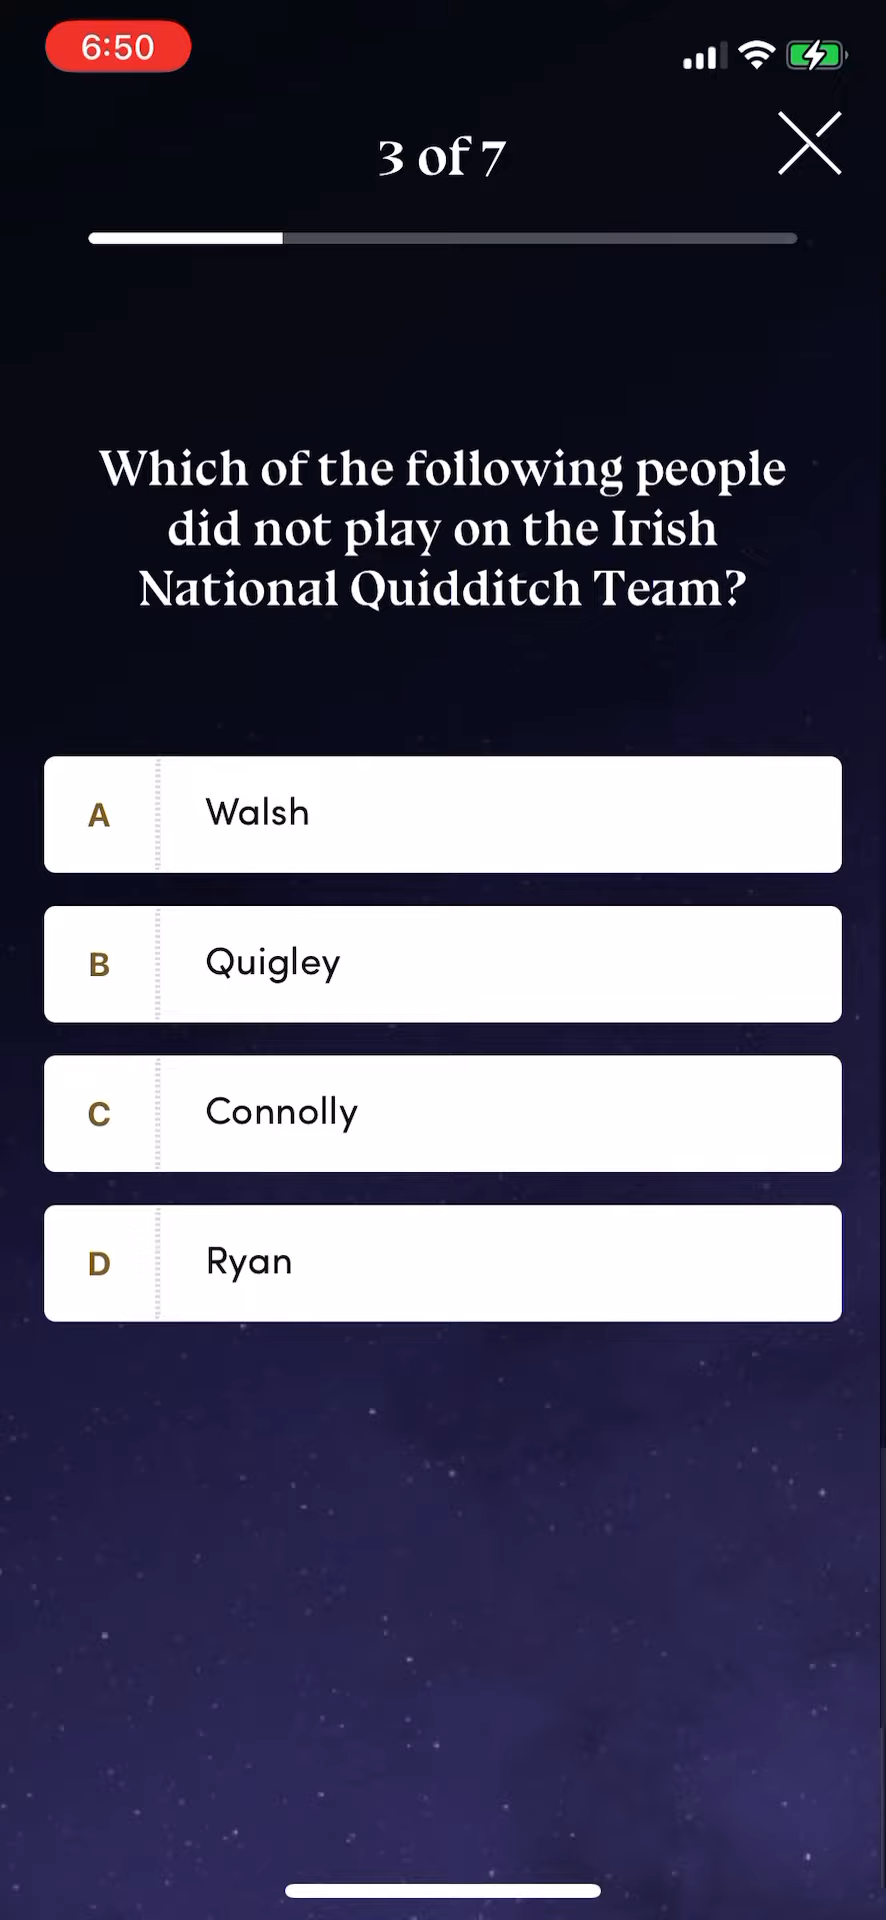 6:50
3 of 7
Which of the following people
did not play on the Irish
National Quidditch Team?
A Walsh
B Quigley
C Connolly
D Ryan